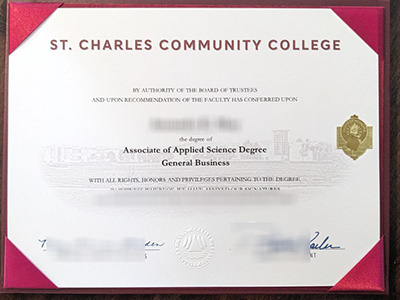 ST. CHARLES COMMUNITY COLLEGE
BY AUTHORITY OF THE BOARD OF TRUSTEES
AND UPON RECOMMENDATION OF THE FACULTY HAS CONFERRED UPON
the degree of
Associate of Applied Science Degree
General Business
WITH ALL RIGHTS, HONORS AND PRIVILEGES PERTAINING TO THE DEGREE.